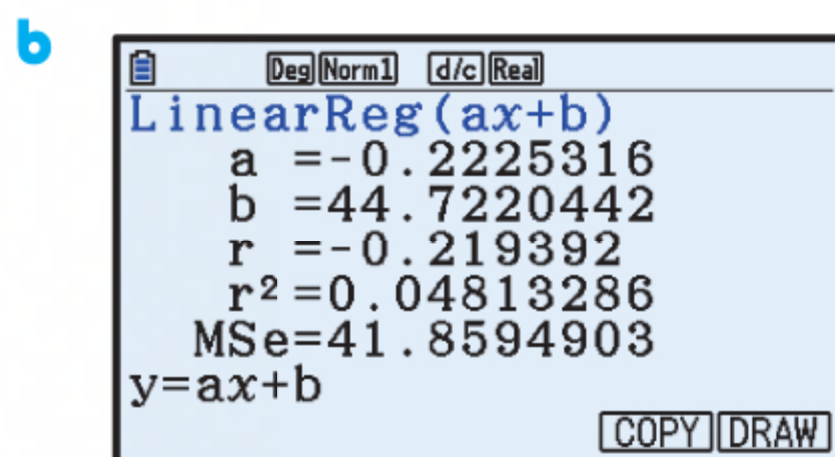 b
Deg Norm1 d/c Real
LinearReg(ax+b)
a =-0.2225316
b =44.7220442
r =-0.219392
r²=0.04813286
MSe=41.8594903
y=ax+b
COPY DRAW